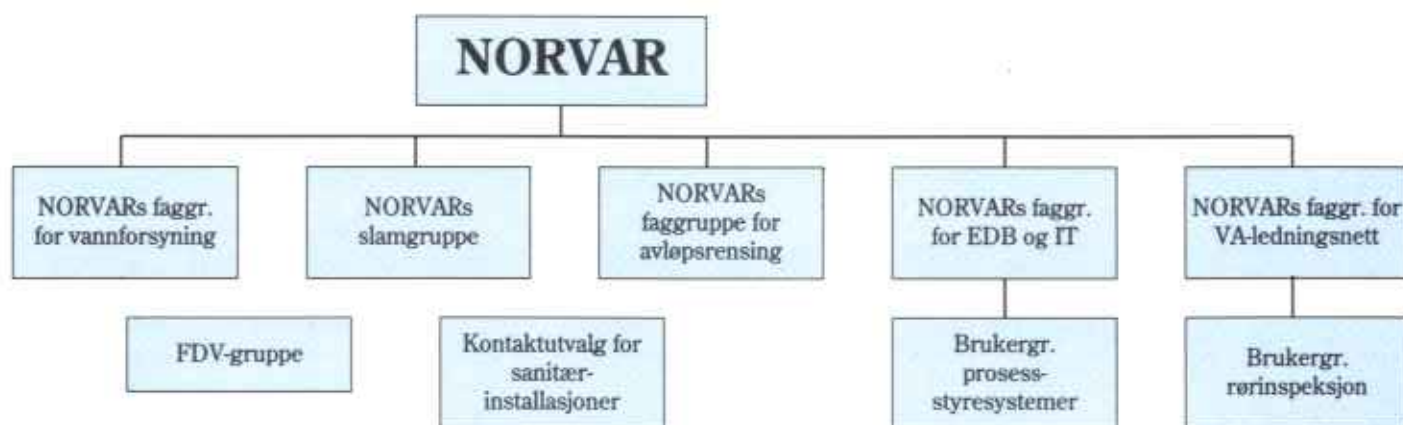 NORVAR
NORVARs faggr.
for vannforsyning
NORVARs
slamgruppe
NORVARs
faggruppe for
avløpsrensing
NORVARs faggr.
for EDB og IT
NORVARs faggr. for
VA-ledningsnett
FDV-gruppe
Kontaktutvalg for
sanitær-
installasjoner
Brukergr.
prosess-
styresystemer
Brukergr.
rørinspeksjon